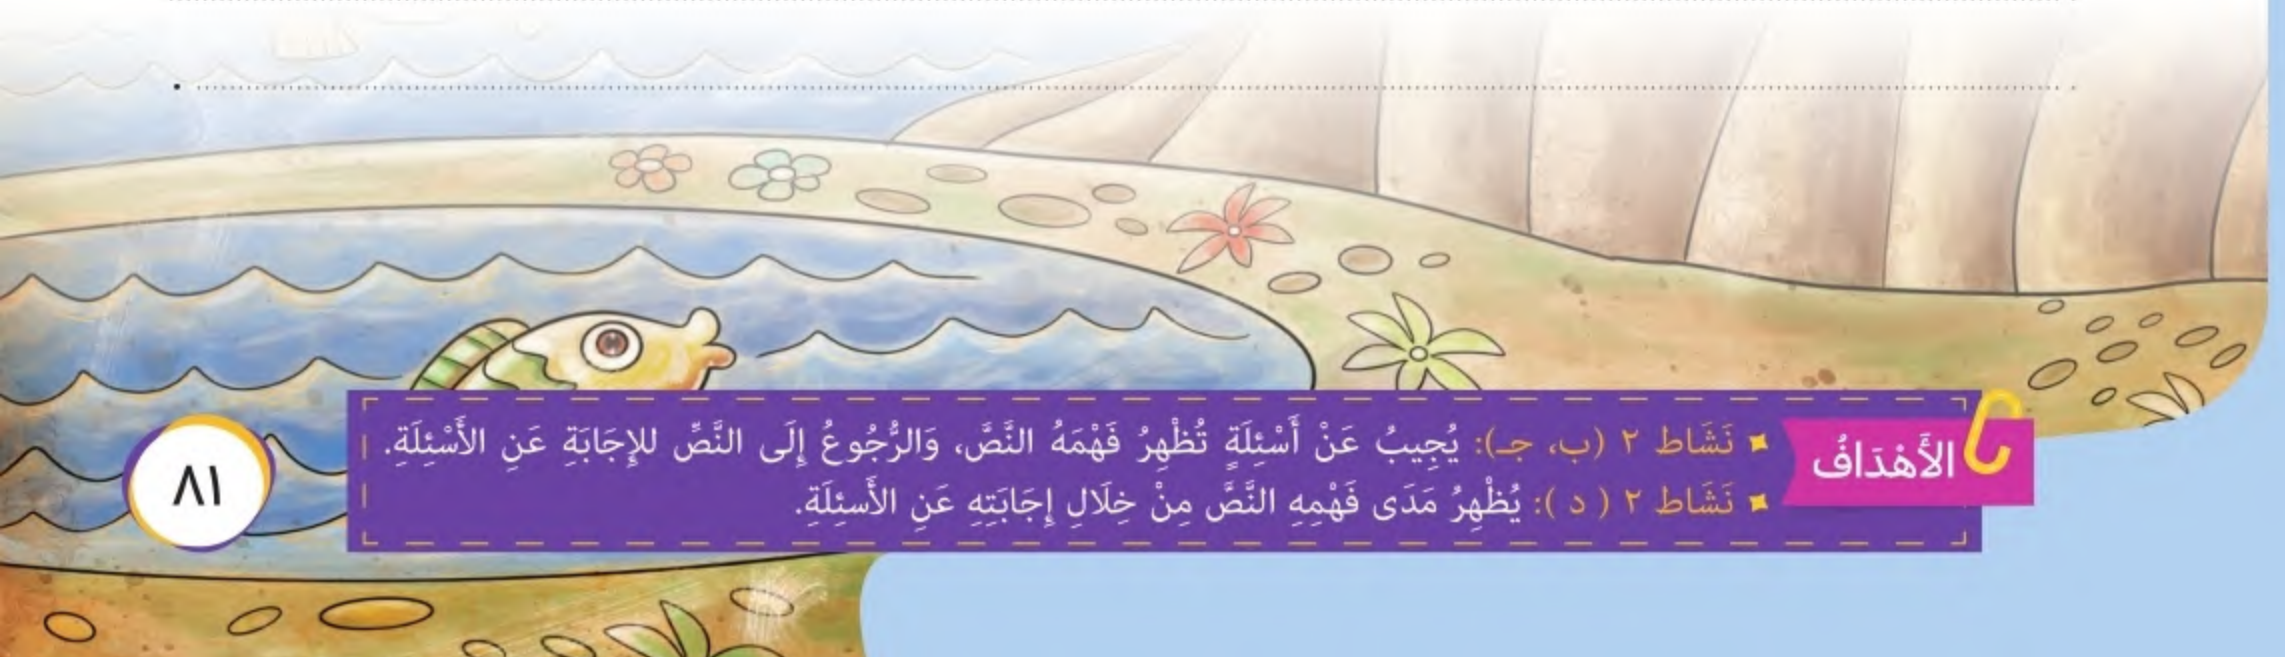 الأَهْدَافُ
نَشَاط ٢ (ب، جـ): يُجِيبُ عَنْ أَسْئِلَةٍ تُظْهِرُ فَهْمَهُ النَّصَّ، وَالرُّجُوعُ إِلَى النَّصِّ للإِجَابَةِ عَنِ الأَسْئِلَةِ.
نَشَاط ٢ ( د ): يُظْهِرُ مَدَى فَهْمِهِ النَّصَّ مِنْ خِلَالِ إِجَابَتِهِ عَنِ الأَسئِلَةِ.
٨١